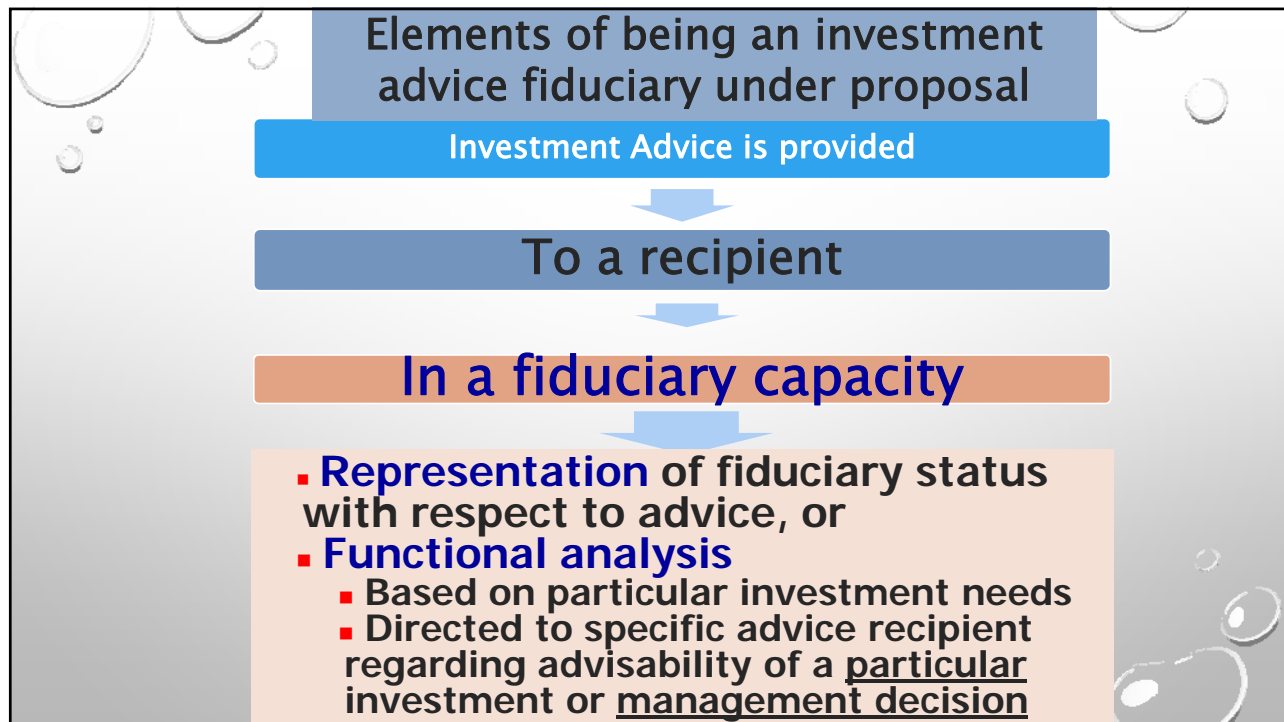 Elements of being an investment
advice fiduciary under proposal
Investment Advice is provided
To a recipient
In a fiduciary capacity
▪ Representation of fiduciary status
with respect to advice, or
▪ Functional analysis
▪ Based on particular investment needs
▪ Directed to specific advice recipient
regarding advisability of a particular
investment or management decision